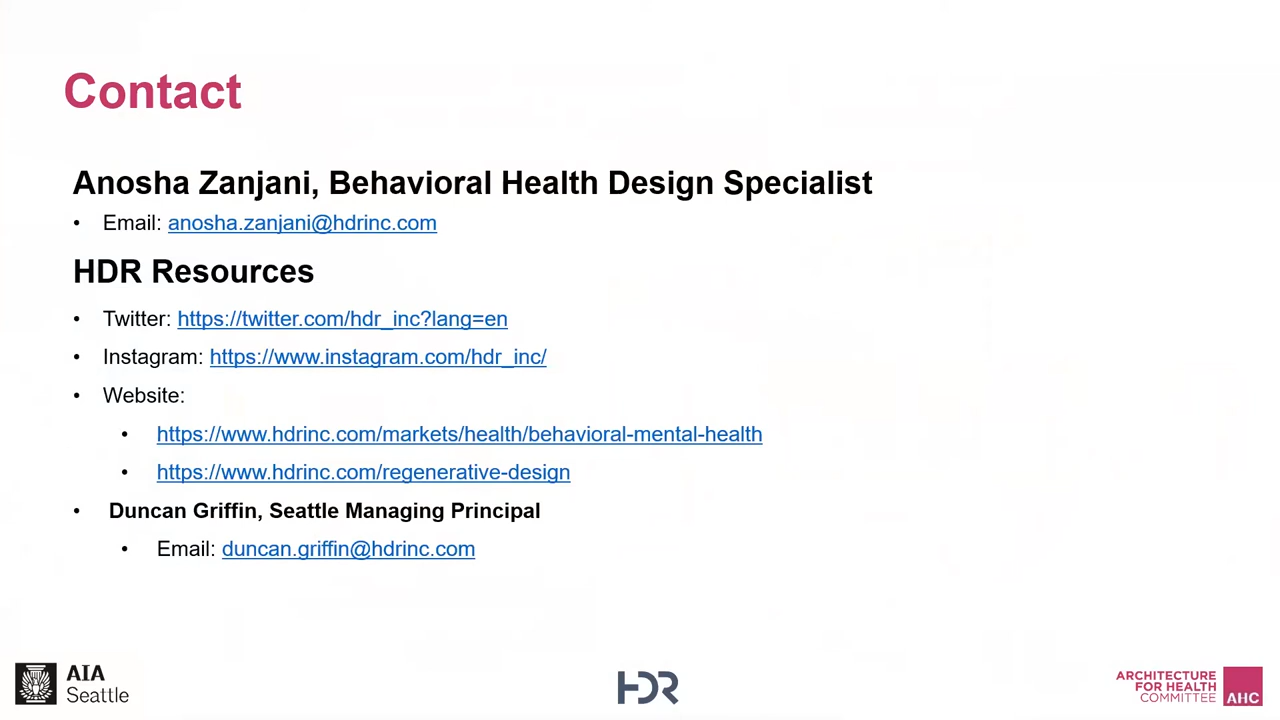 Contact
Anosha Zanjani, Behavioral Health Design Specialist
• Email: anosha.zanjani@hdrinc.com
HDR Resources
• Twitter: https://twitter.com/hdr_inc?lang=en
• Instagram: https://www.instagram.com/hdr_inc/
• Website:
• https://www.hdrinc.com/markets/health/behavioral-mental-health
• https://www.hdrinc.com/regenerative-design
• Duncan Griffin, Seattle Managing Principal
• Email: duncan.griffin@hdrinc.com
AIA
Seattle
HDR
ARCHITECTURE
FOR HEALTH
COMMITTEE
AHC